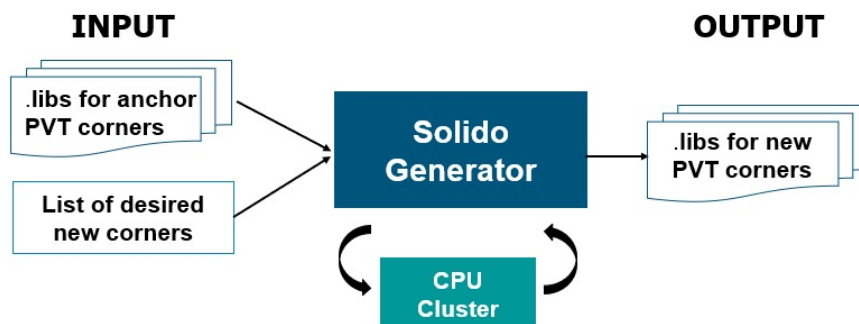 INPUT
OUTPUT
.libs for anchor
PVT corners
List of desired
new corners
Solido
Generator
CPU
Cluster
.libs for new
PVT corners